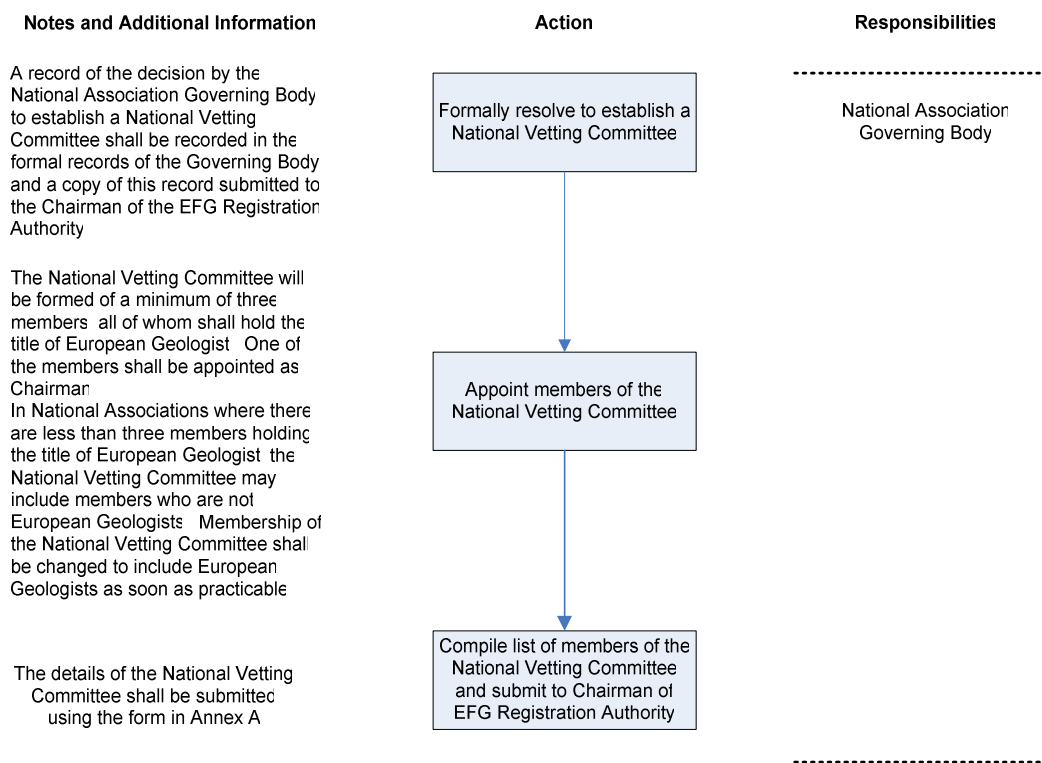 Notes and Additional Information
Action
Responsibilities
A record of the decision by the
National Association Governing Body
to establish a National Vetting
Committee shall be recorded in the
formal records of the Governing Body
and a copy of this record submitted to
the Chairman of the EFG Registration
Authority
Formally resolve to establish a
National Vetting Committee
National Association
Governing Body
The National Vetting Committee will
be formed of a minimum of three
members all of whom shall hold the
title of European Geologist One of
the members shall be appointed as
Chairman
In National Associations where there
are less than three members holding
the title of European Geologist the
National Vetting Committee may
include members who are not
European Geologists Membership of
the National Vetting Committee shall
be changed to include European
Geologists as soon as practicable
Appoint members of the
National Vetting Committee
The details of the National Vetting
Committee shall be submitted
using the form in Annex A
Compile list of members of the
National Vetting Committee
and submit to Chairman of
EFG Registration Authority